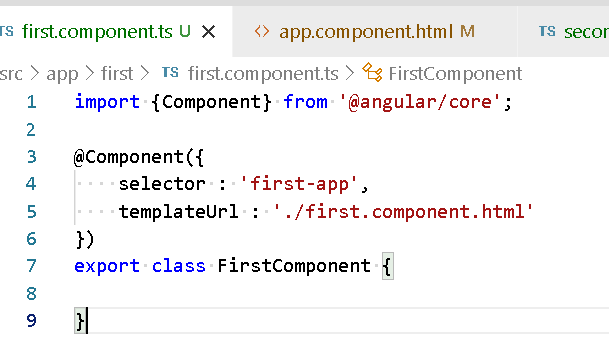 TS first.component.ts U ✕ <> app.component.html M TS secon
src > app > first > TS first.component.ts > FirstComponent
1 import {Component} from '@angular/core';
2
3 @Component({
4     selector : 'first-app',
5     templateUrl : './first.component.html'
6 })
7 export class FirstComponent {
8
9 }